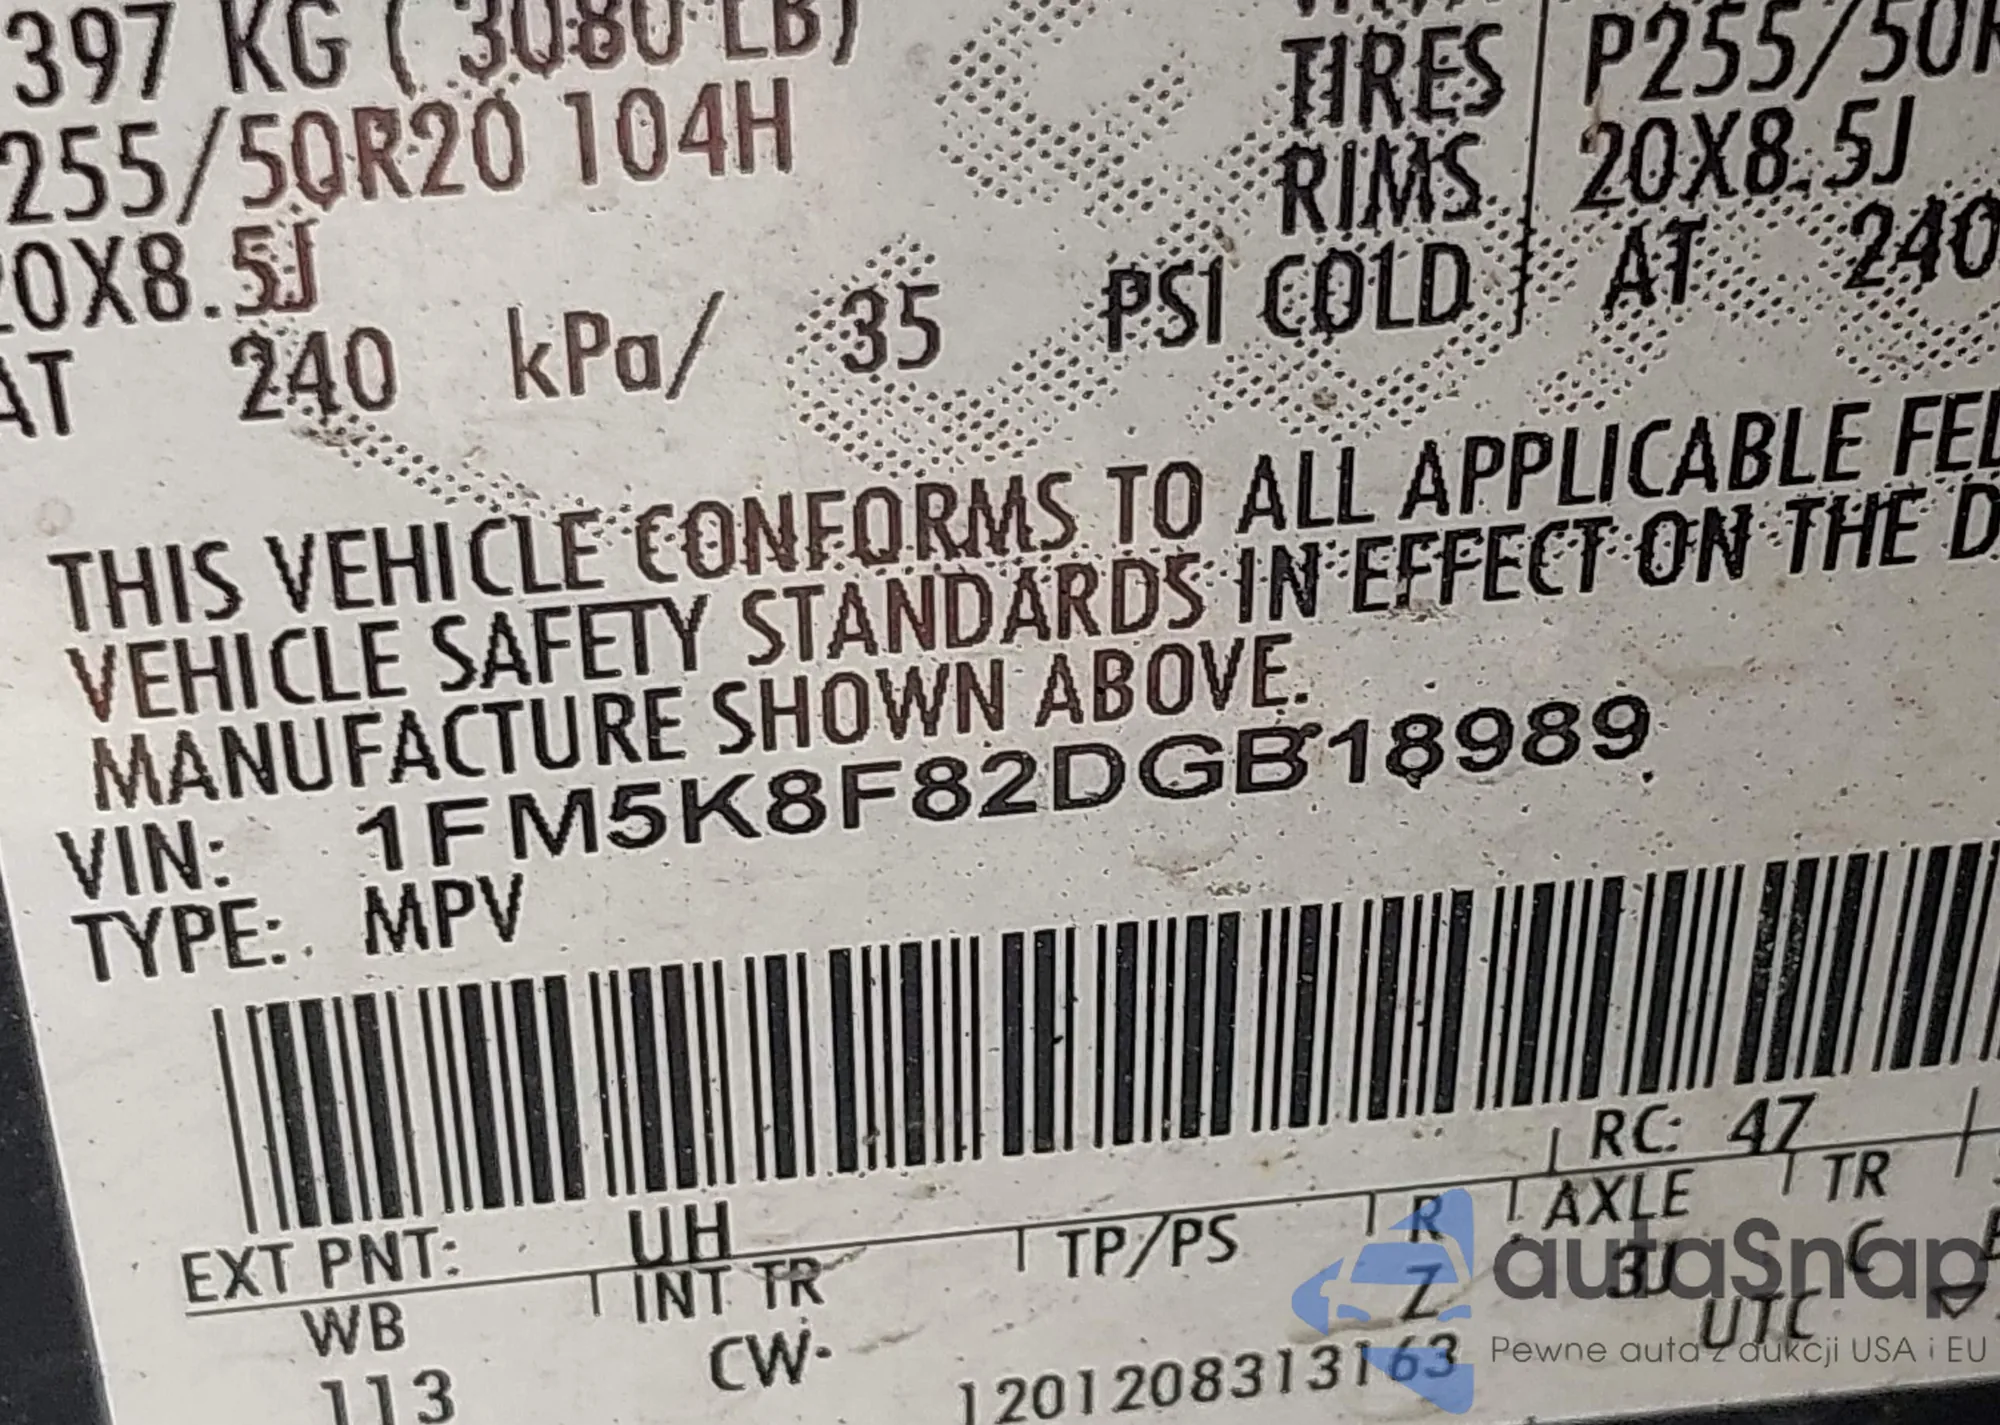 397 KG ( 3080 LB)
255/50R20 104H
20X8.5J
AT 240 kPa/ 35 PSI COLD
TIRES P255/50R
RIMS 20X8.5J
AT 240
THIS VEHICLE CONFORMS TO ALL APPLICABLE FED
VEHICLE SAFETY STANDARDS IN EFFECT ON THE D
MANUFACTURE SHOWN ABOVE.
VIN: 1FM5K8F82DGB18989
TYPE: MPV
RC: 47
EXT PNT: UH
WB INT TR TP/PS R AXLE TR
113 CW Z 3J C
1201208313163 UTC
autaSnap
Pewne auta z aukcji USA i EU